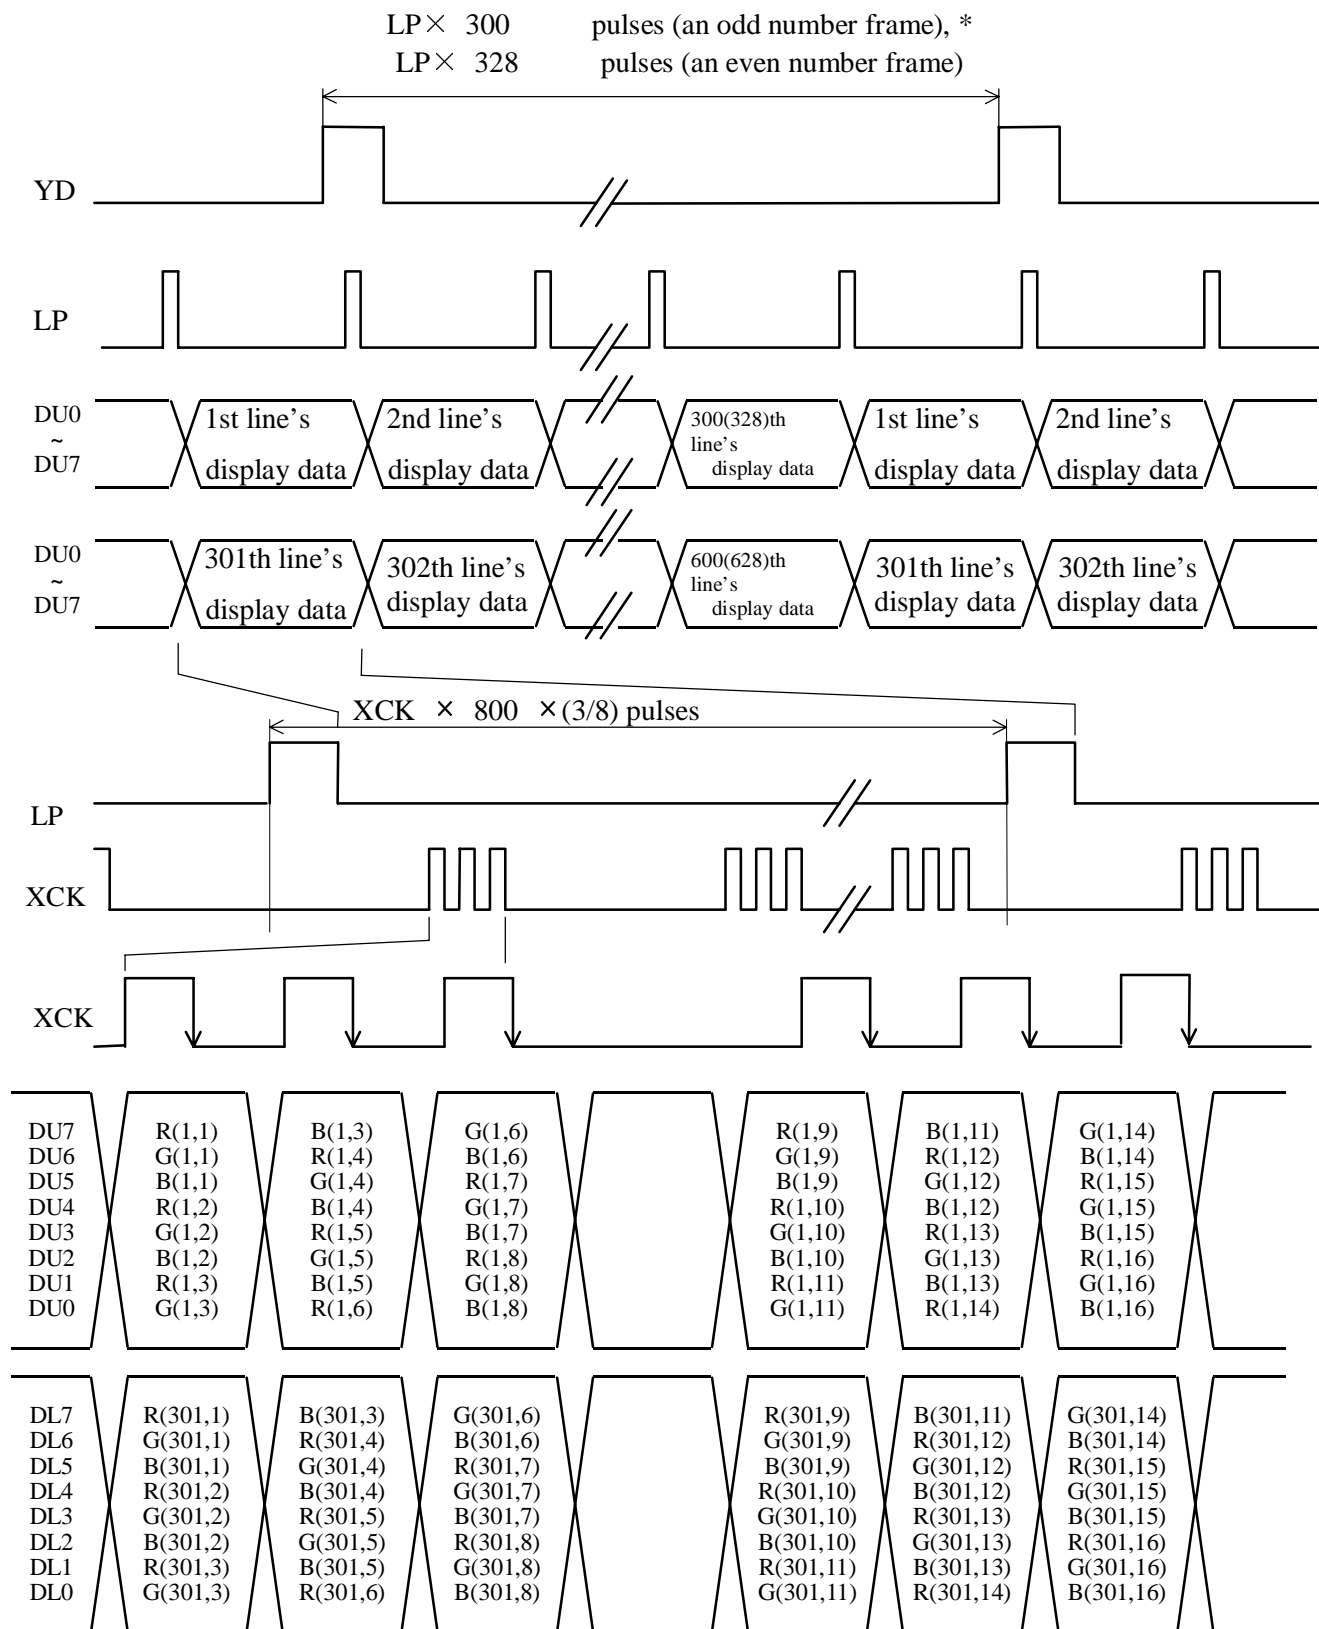 LP× 300 pulses (an odd number frame), *
LP× 328 pulses (an even number frame)
YD
LP
DU0
~
DU7
1st line's
display data
2nd line's
display data
300(328)th
line's
display data
1st line's
display data
2nd line's
display data
DU0
~
DU7
301th line's
display data
302th line's
display data
600(628)th
line's
display data
301th line's
display data
302th line's
display data
XCK × 800 ×(3/8) pulses
LP
XCK
XCK
DU7 R(1,1) B(1,3) G(1,6) R(1,9) B(1,11) G(1,14)
DU6 G(1,1) R(1,4) B(1,6) G(1,9) R(1,12) B(1,14)
DU5 B(1,1) G(1,4) R(1,7) B(1,9) G(1,12) R(1,15)
DU4 R(1,2) B(1,4) G(1,7) R(1,10) B(1,12) G(1,15)
DU3 G(1,2) R(1,5) B(1,7) G(1,10) R(1,13) B(1,15)
DU2 B(1,2) G(1,5) R(1,8) B(1,10) G(1,13) R(1,16)
DU1 R(1,3) B(1,5) G(1,8) R(1,11) B(1,13) G(1,16)
DU0 G(1,3) R(1,6) B(1,8) G(1,11) R(1,14) B(1,16)
DL7 R(301,1) B(301,3) G(301,6) R(301,9) B(301,11) G(301,14)
DL6 G(301,1) R(301,4) B(301,6) G(301,9) R(301,12) B(301,14)
DL5 B(301,1) G(301,4) R(301,7) B(301,9) G(301,12) R(301,15)
DL4 R(301,2) B(301,4) G(301,7) R(301,10) B(301,12) G(301,15)
DL3 G(301,2) R(301,5) B(301,7) G(301,10) R(301,13) B(301,15)
DL2 B(301,2) G(301,5) R(301,8) B(301,10) G(301,13) R(301,16)
DL1 R(301,3) B(301,5) G(301,8) R(301,11) B(301,13) G(301,16)
DL0 G(301,3) R(301,6) B(301,8) G(301,11) R(301,14) B(301,16)